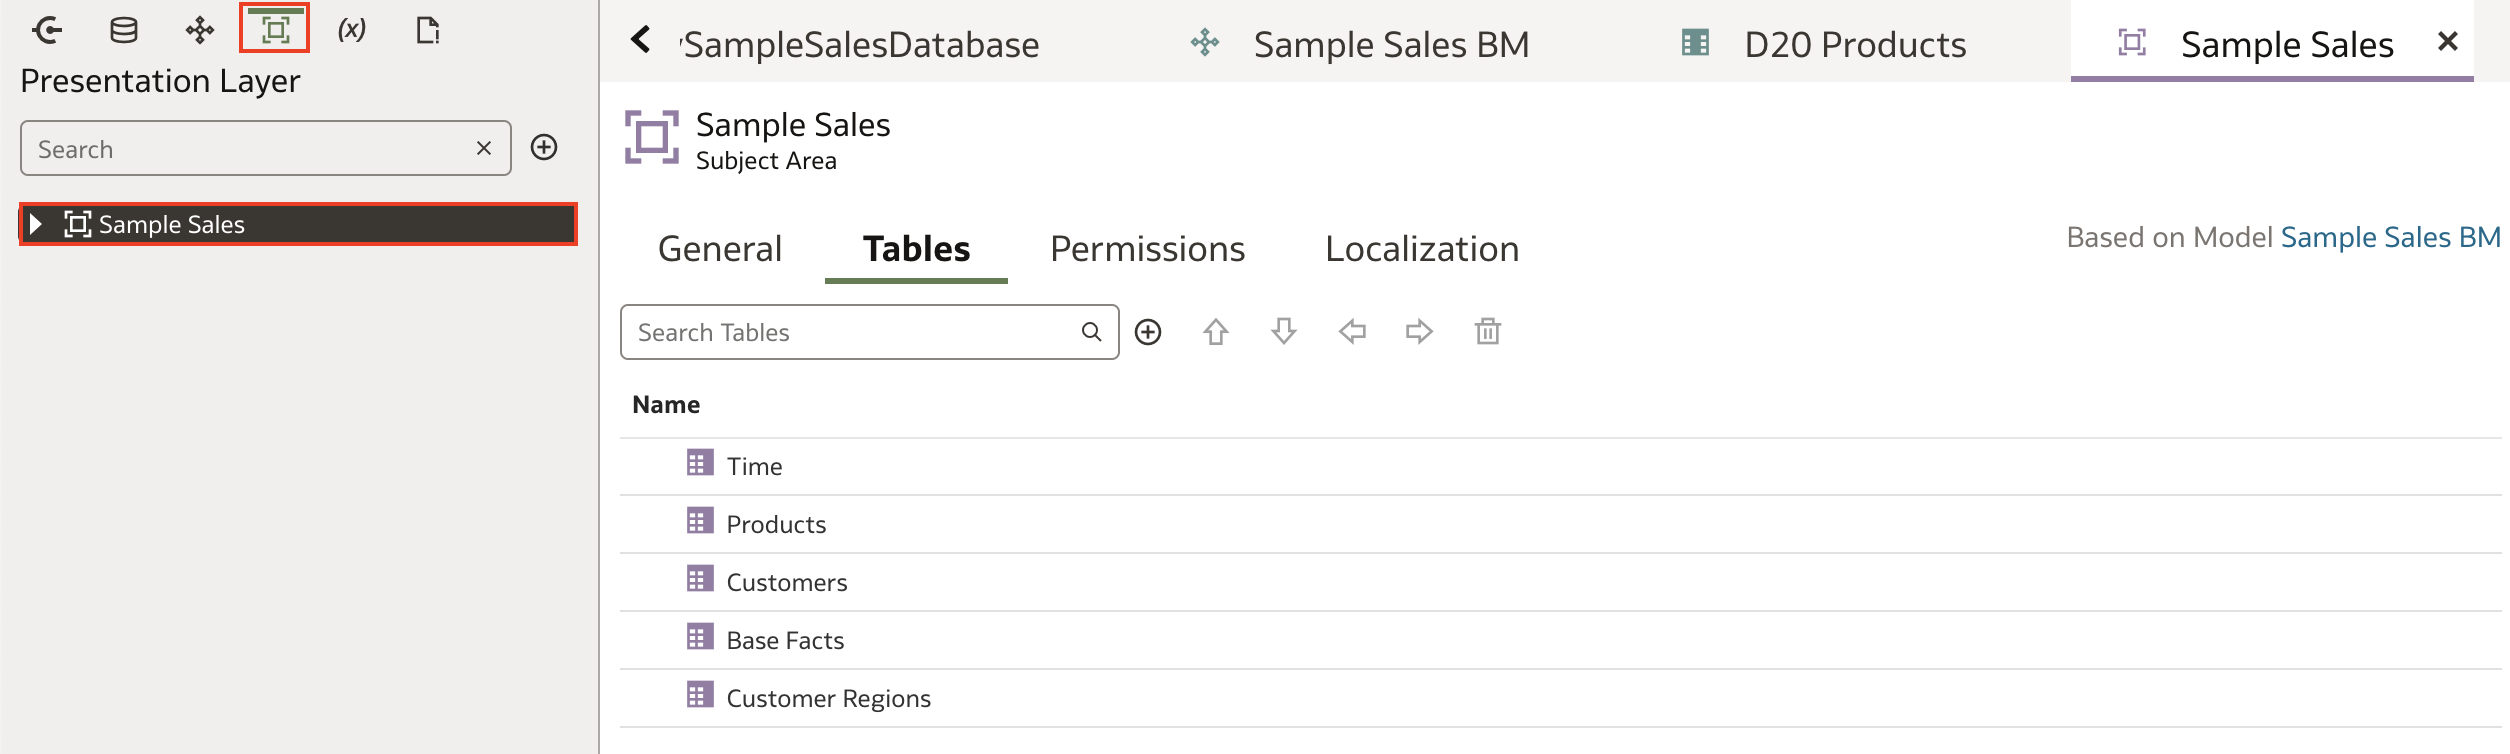 (x)
Presentation Layer
Search
Sample Sales
SampleSalesDatabase
Sample Sales BM
D20 Products
Sample Sales
Sample Sales
Subject Area
General
Tables
Permissions
Localization
Based on Model Sample Sales BM
Search Tables
Name
Time
Products
Customers
Base Facts
Customer Regions